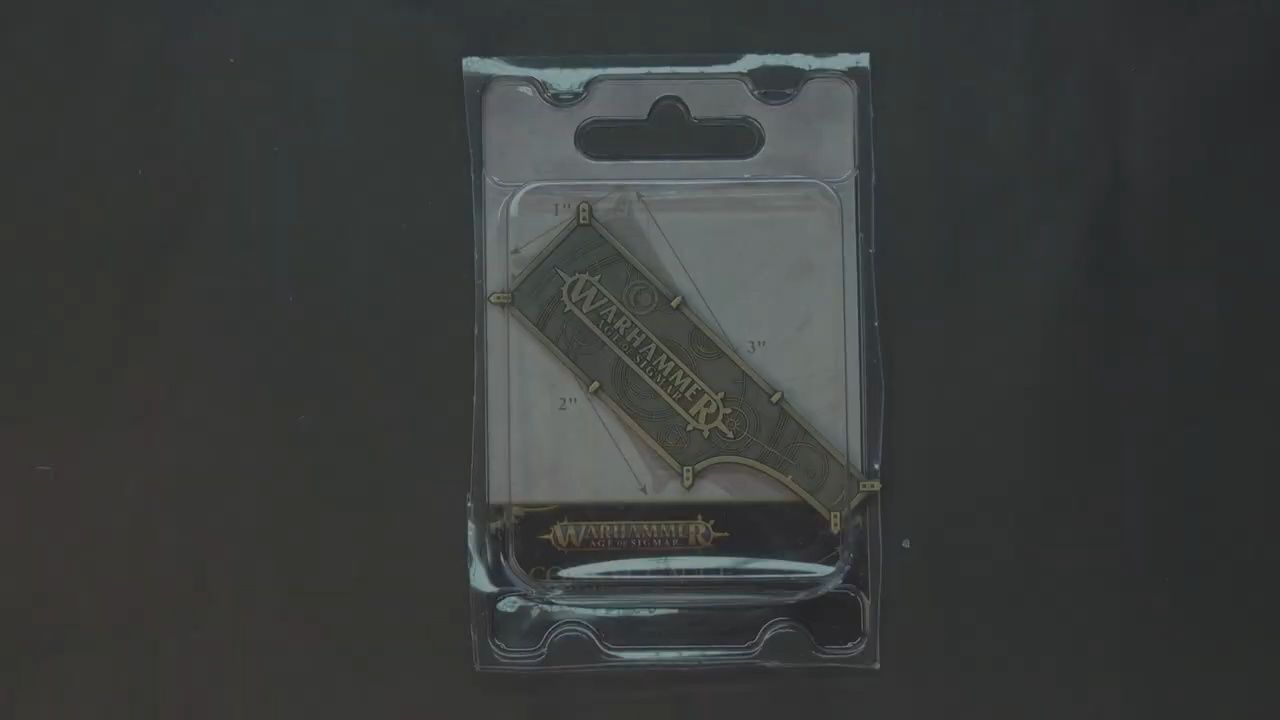 1"
WARHAMMER
AGE OF SIGMAR
3"
2"
WARHAMMER
AGE OF SIGMAR